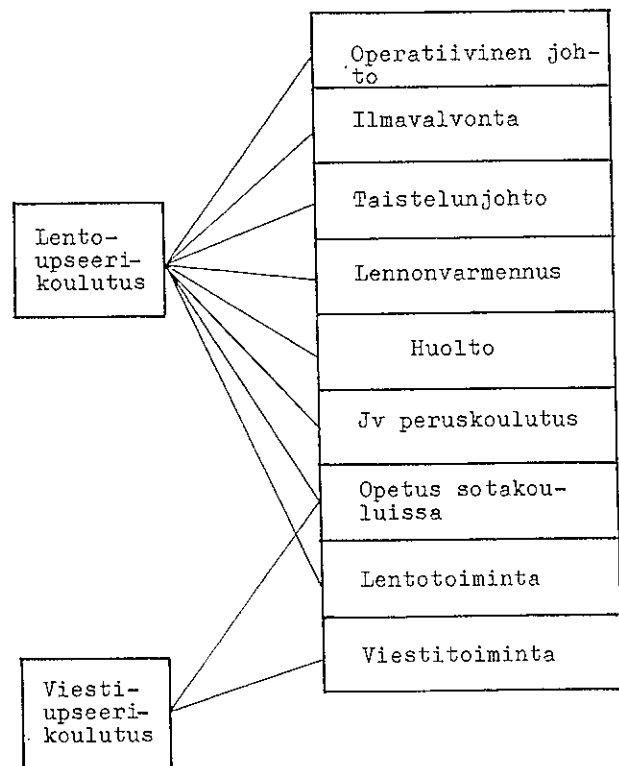 Operatiivinen joh-
to
Ilmavalvonta
Taistelunjohto
Lento-
upseeri-
koulutus
Lennonvarmennus
Huolto
Jv peruskoulutus
Opetus sotakou-
luissa
Lentotoiminta
Viestitoiminta
Viesti-
upseeri-
koulutus